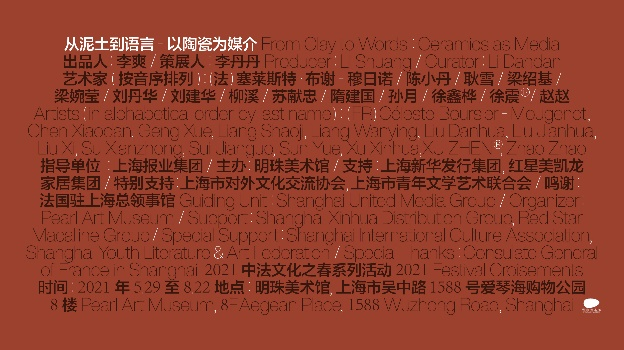 从泥土到语言 - 以陶瓷为媒介 From Clay to Words : Ceramics as Media
出品人 : 李爽 / 策展人 : 李丹丹 Producer : Li Shuang / Curator : Li Dandan
艺术家 ( 按音序排列 ) : (法) 塞莱斯特·布谢 - 穆日诺 / 陈小丹 / 耿雪 / 梁绍基 /
梁婉莹 / 刘丹华 / 刘建华 / 柳溪 / 苏献忠 / 隋建国 / 孙月 / 徐鑫桦 / 徐震® / 赵赵
Artists ( in alphabetical order by last name ) : (FR) Céleste Boursier - Mougenot,
Chen Xiaodan, Geng Xue, Liang Shaoji, Liang Wanying, Liu Danhua, Liu Jianhua,
Liu Xi, Su Xianzhong, Sui Jianguo, Sun Yue, Xu Xinhua, XU ZHEN®, Zhao Zhao
指导单位 : 上海报业集团 / 主办 : 明珠美术馆 / 支持 : 上海新华发行集团, 红星美凯龙
家居集团 / 特别支持 : 上海市对外文化交流协会, 上海市青年文学艺术联合会 / 鸣谢 :
法国驻上海总领事馆 Guiding Unit : Shanghai United Media Group / Organizer :
Pearl Art Museum / Support : Shanghai Xinhua Distribution Group, Red Star
Macalline Group / Special Support : Shanghai International Culture Association,
Shanghai Youth Literature & Art Federation / Special Thanks : Consulate General
of France in Shanghai 2021 中法文化之春系列活动 2021 Festival Croisements
时间 : 2021 年 5.29 至 8.22 地点 : 明珠美术馆, 上海市吴中路 1588 号爱琴海购物公园
8 楼 Pearl Art Museum, 8F Aegean Place, 1588 Wuzhong Road, Shanghai